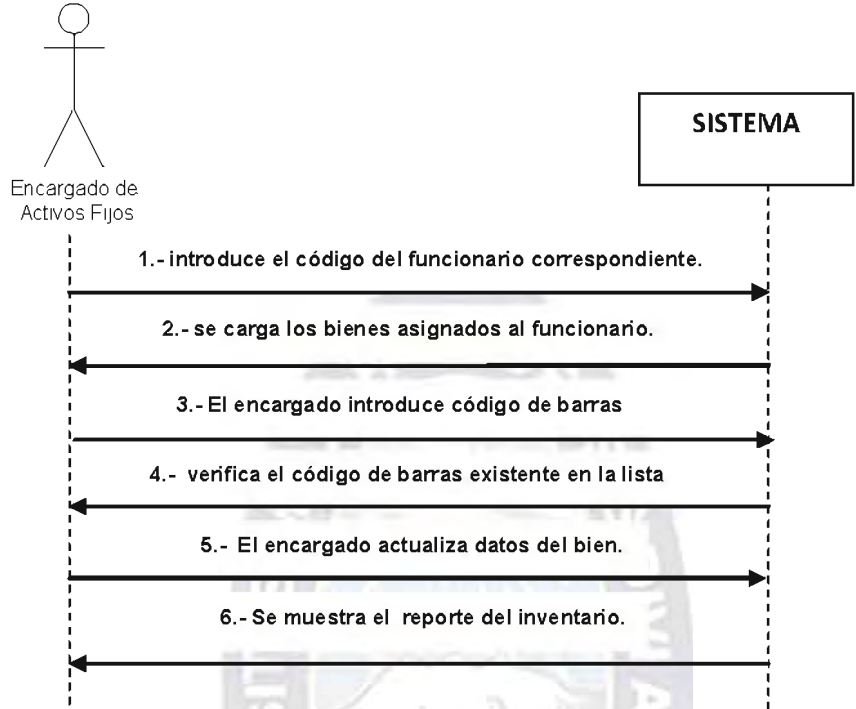 SISTEMA
Encargado de
Activos Fijos
1.- introduce el código del funcionario correspondiente.
2.- se carga los bienes asignados al funcionario.
3.- El encargado introduce código de barras
4.- verifica el código de barras existente en la lista
5.- El encargado actualiza datos del bien.
6.- Se muestra el reporte del inventario.